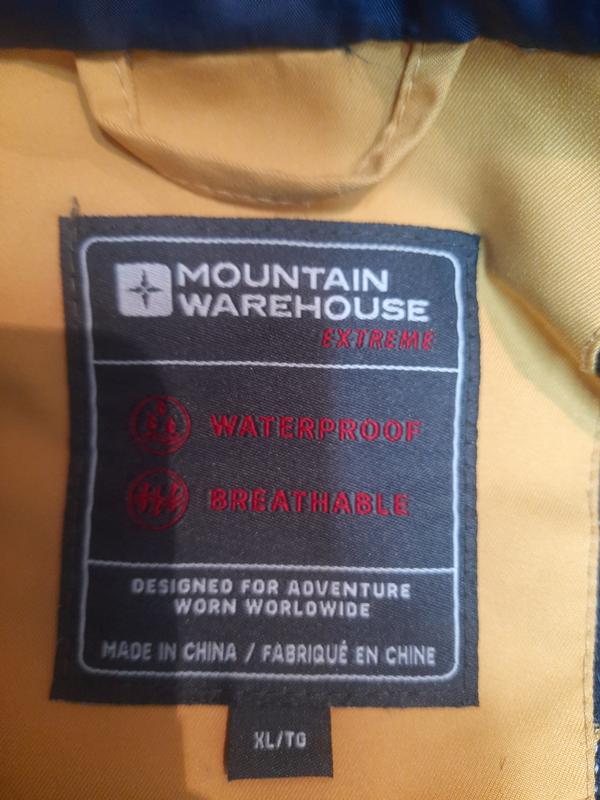 MOUNTAIN
WAREHOUSE
EXTREME
WATERPROOF
BREATHABLE
DESIGNED FOR ADVENTURE
WORN WORLDWIDE
MADE IN CHINA / FABRIQUÉ EN CHINE
XL/TG